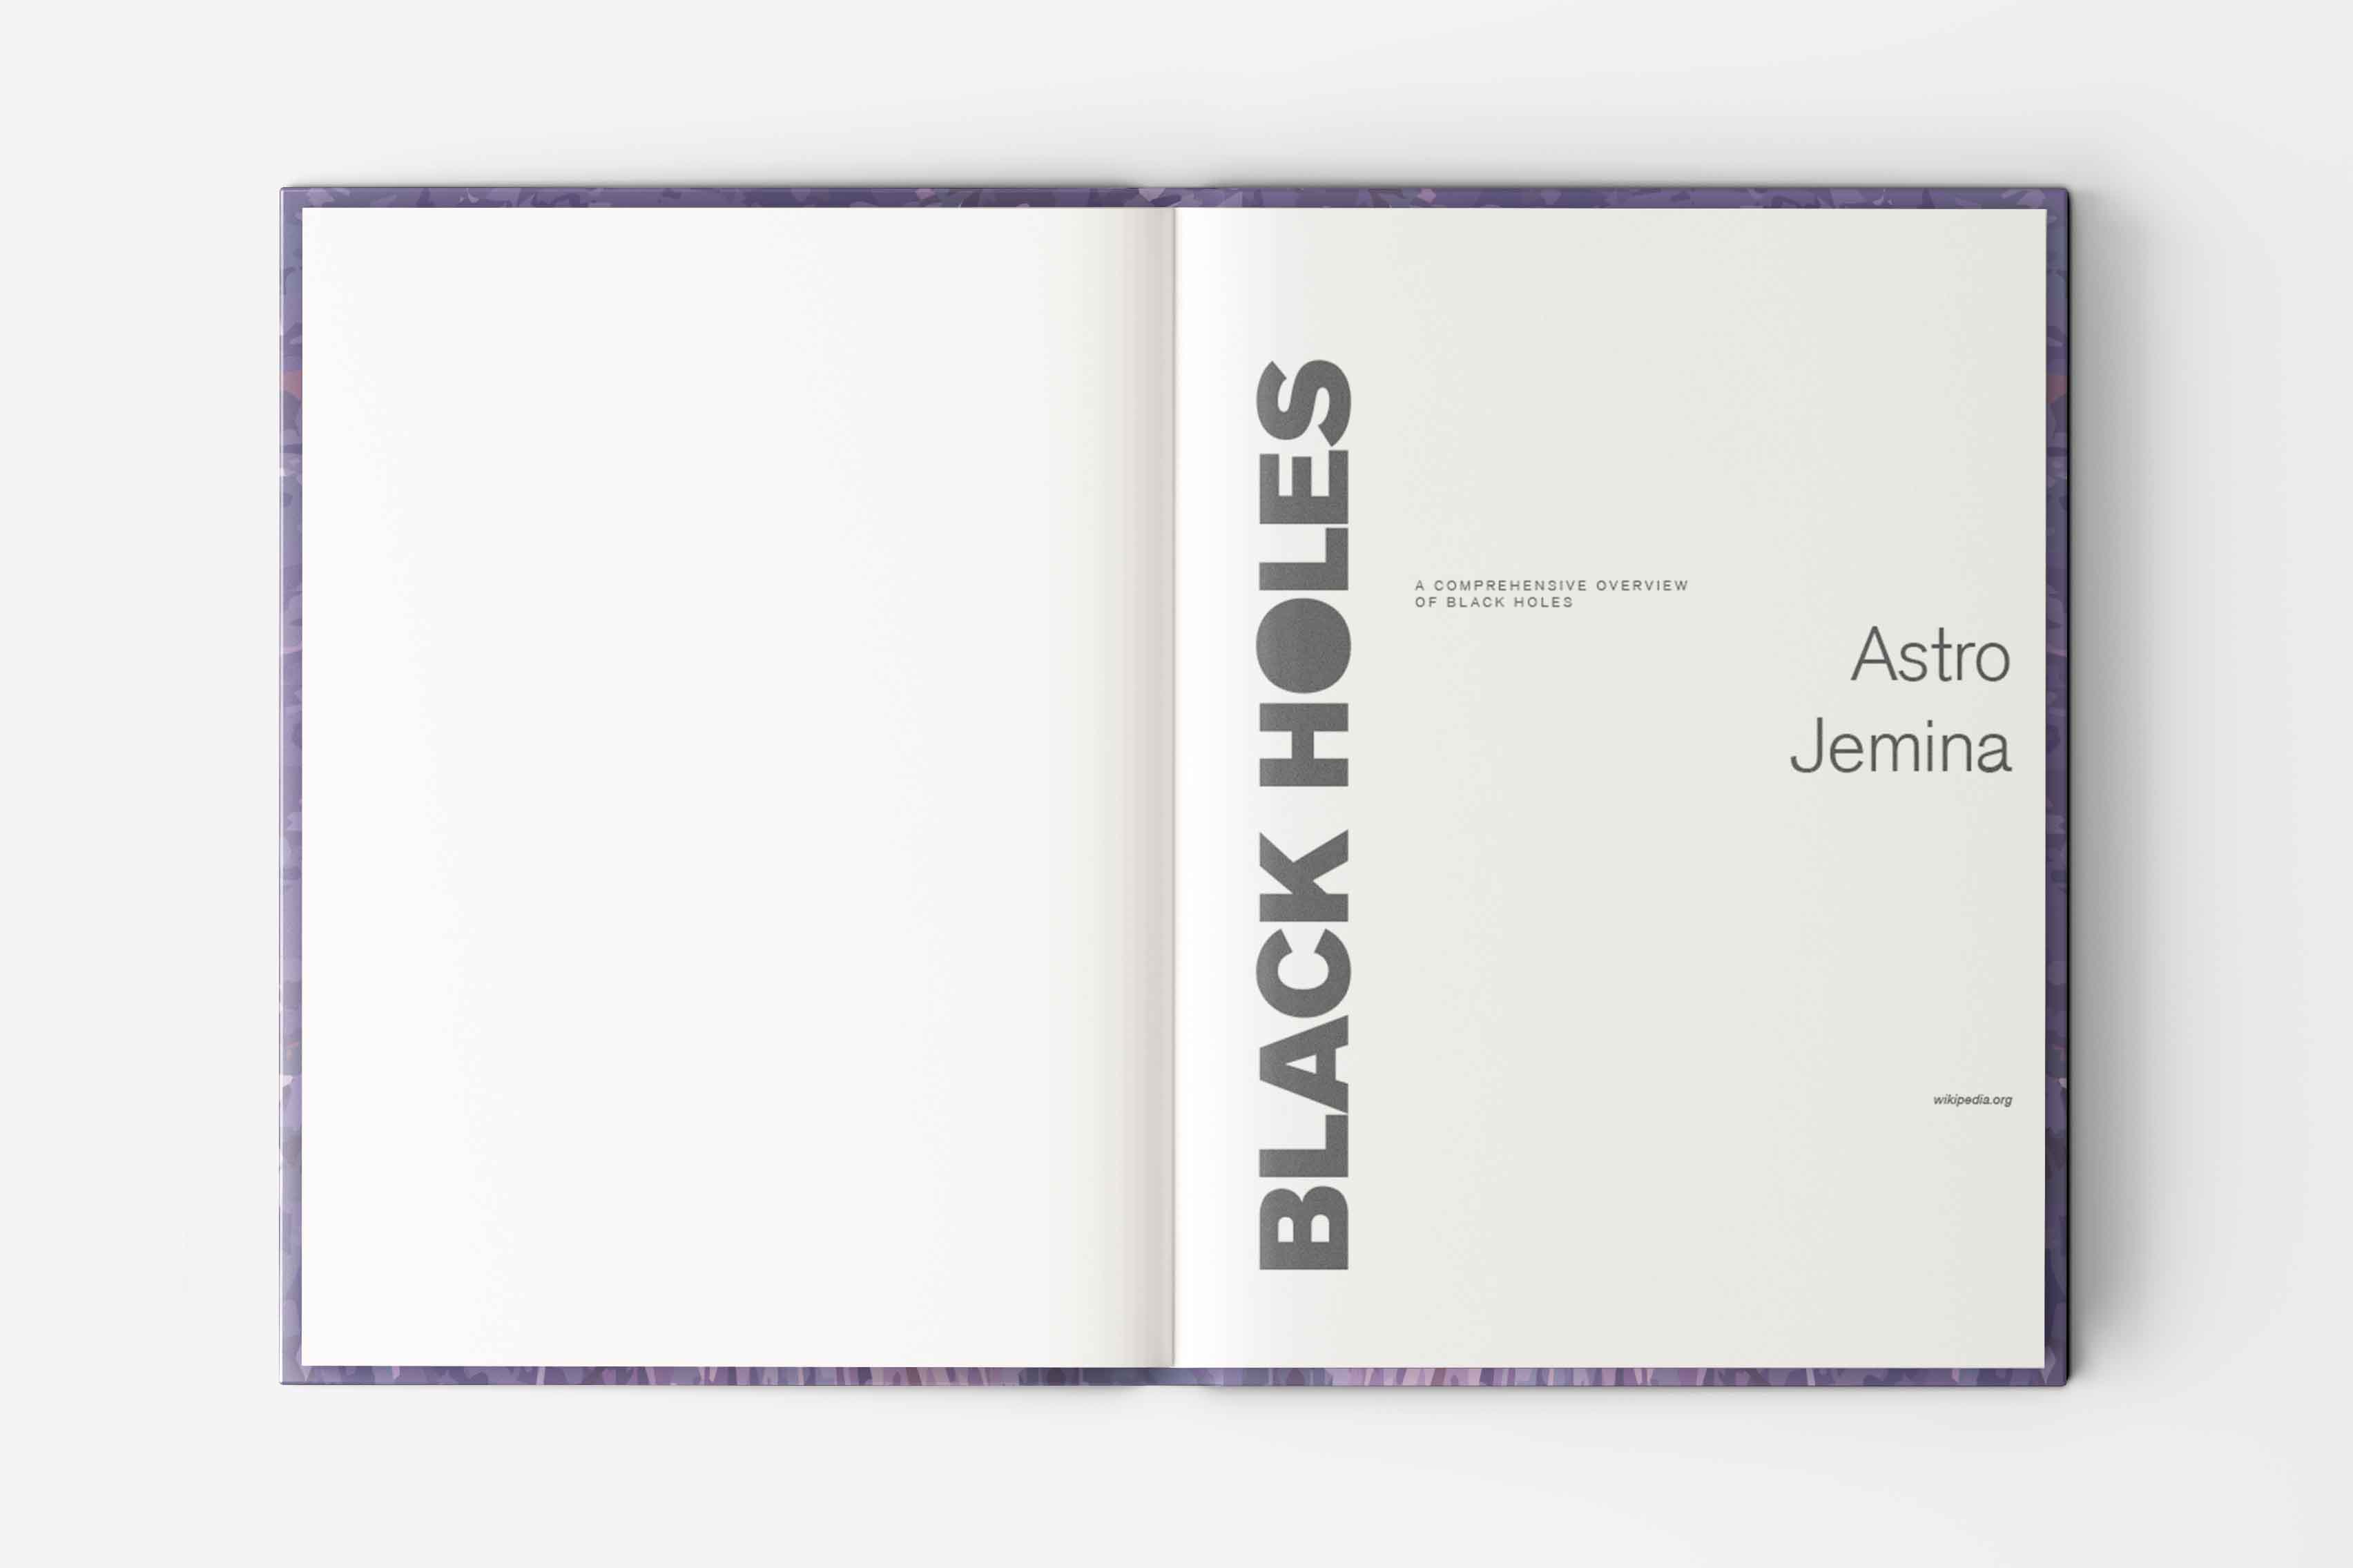 BLACK HOLES
A COMPREHENSIVE OVERVIEW
OF BLACK HOLES
Astro
Jemina
wikipedia.org